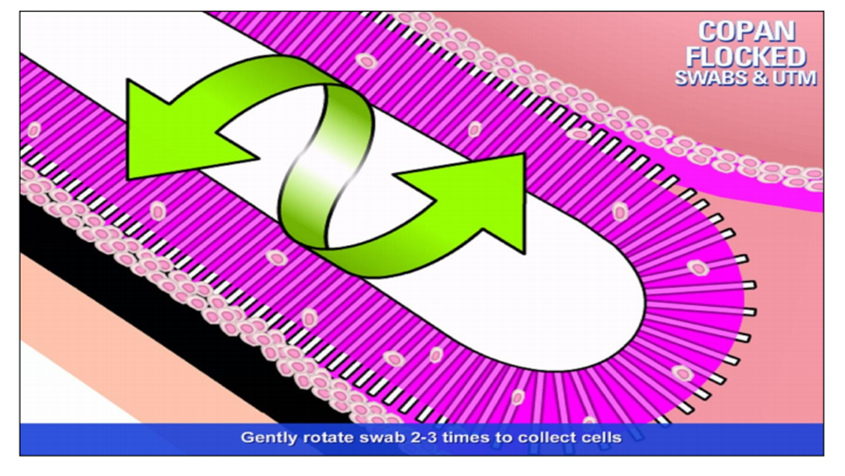 COPAN
FLOCKED
SWABS & UTM
Gently rotate swab 2-3 times to collect cells